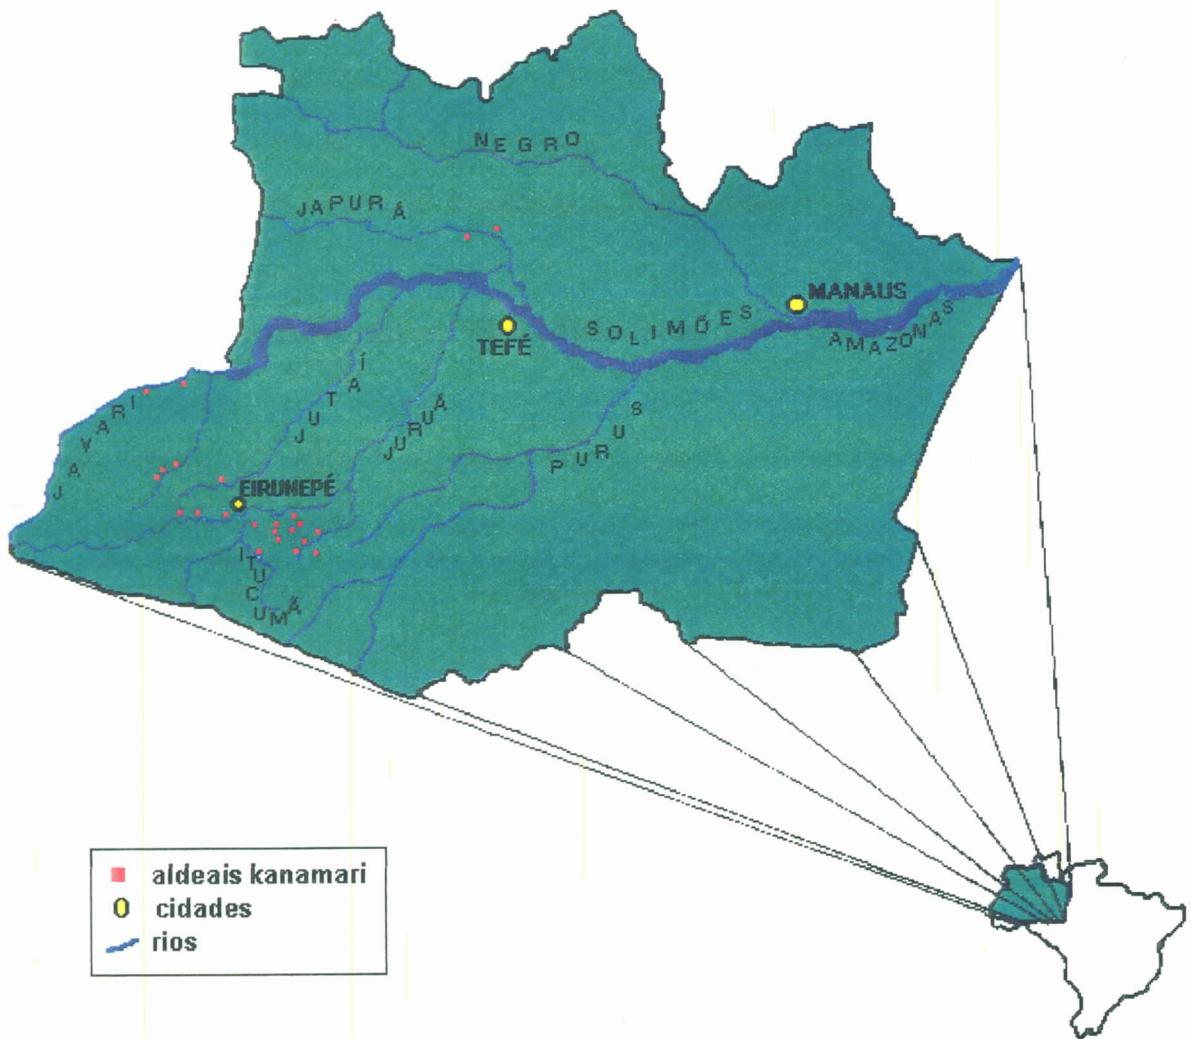 NEGRO
JAPURÁ
MANAUS
SOLIMÕES
AMAZONAS
TEFÉ
JUTAÍ
JURUÁ
JAVARI
PURUS
EIRUNEPÉ
ITUCUMÃ
aldeais kanamari
cidades
rios